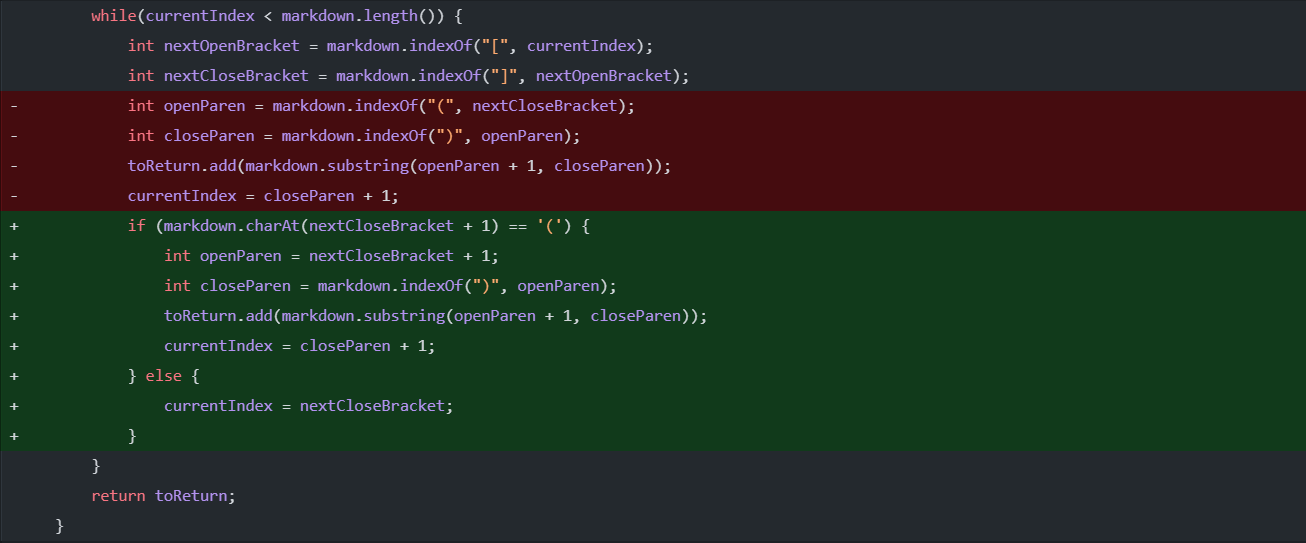 while(currentIndex < markdown.length()) {
int nextOpenBracket = markdown.indexOf("[", currentIndex);
int nextCloseBracket = markdown.indexOf("]", nextOpenBracket);
- int openParen = markdown.indexOf("(", nextCloseBracket);
- int closeParen = markdown.indexOf(")", openParen);
- toReturn.add(markdown.substring(openParen + 1, closeParen));
- currentIndex = closeParen + 1;
+ if (markdown.charAt(nextCloseBracket + 1) == '(') {
+ int openParen = nextCloseBracket + 1;
+ int closeParen = markdown.indexOf(")", openParen);
+ toReturn.add(markdown.substring(openParen + 1, closeParen));
+ currentIndex = closeParen + 1;
+ } else {
+ currentIndex = nextCloseBracket;
+ }
}
return toReturn;
}